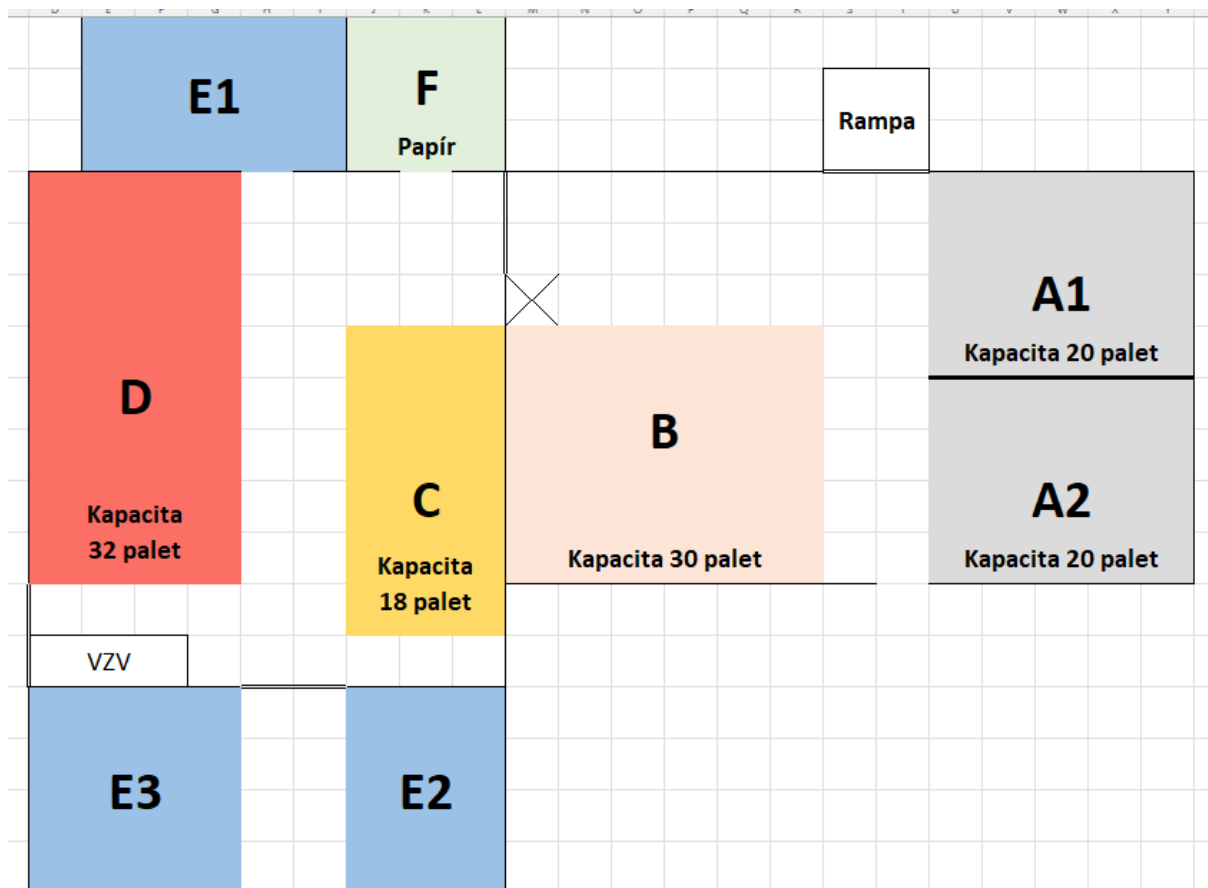 E1
F
Papír
Rampa
A1
Kapacita 20 palet
D
Kapacita
32 palet
C
Kapacita
18 palet
B
Kapacita 30 palet
A2
Kapacita 20 palet
VZV
E3
E2